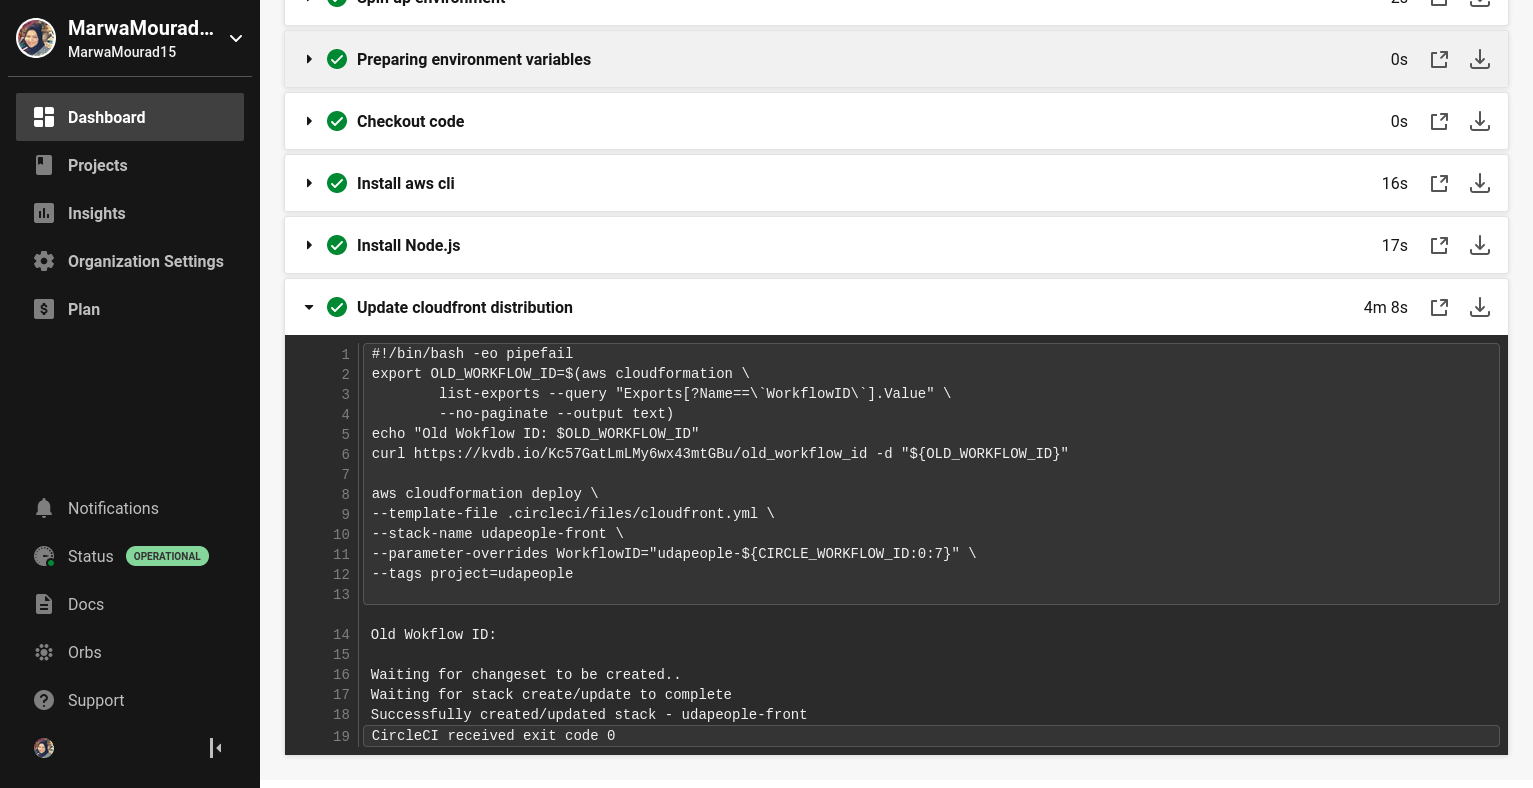 MarwaMourad...
MarwaMourad15
Dashboard
Projects
Insights
Organization Settings
Plan
Notifications
Status OPERATIONAL
Docs
Orbs
Support
Spin up environment 2s
Preparing environment variables 0s
Checkout code 0s
Install aws cli 16s
Install Node.js 17s
Update cloudfront distribution 4m 8s
1 #!/bin/bash -eo pipefail
2 export OLD_WORKFLOW_ID=$(aws cloudformation \
3 list-exports --query "Exports[?Name==\`WorkflowID\`].Value" \
4 --no-paginate --output text)
5 echo "Old Wokflow ID: $OLD_WORKFLOW_ID"
6 curl https://kvdb.io/Kc57GatLmLMy6wx43mtGBu/old_workflow_id -d "${OLD_WORKFLOW_ID}"
7
8 aws cloudformation deploy \
9 --template-file .circleci/files/cloudfront.yml \
10 --stack-name udapeople-front \
11 --parameter-overrides WorkflowID="udapeople-${CIRCLE_WORKFLOW_ID:0:7}" \
12 --tags project=udapeople
13
14 Old Wokflow ID:
15
16 Waiting for changeset to be created..
17 Waiting for stack create/update to complete
18 Successfully created/updated stack - udapeople-front
19 CircleCI received exit code 0